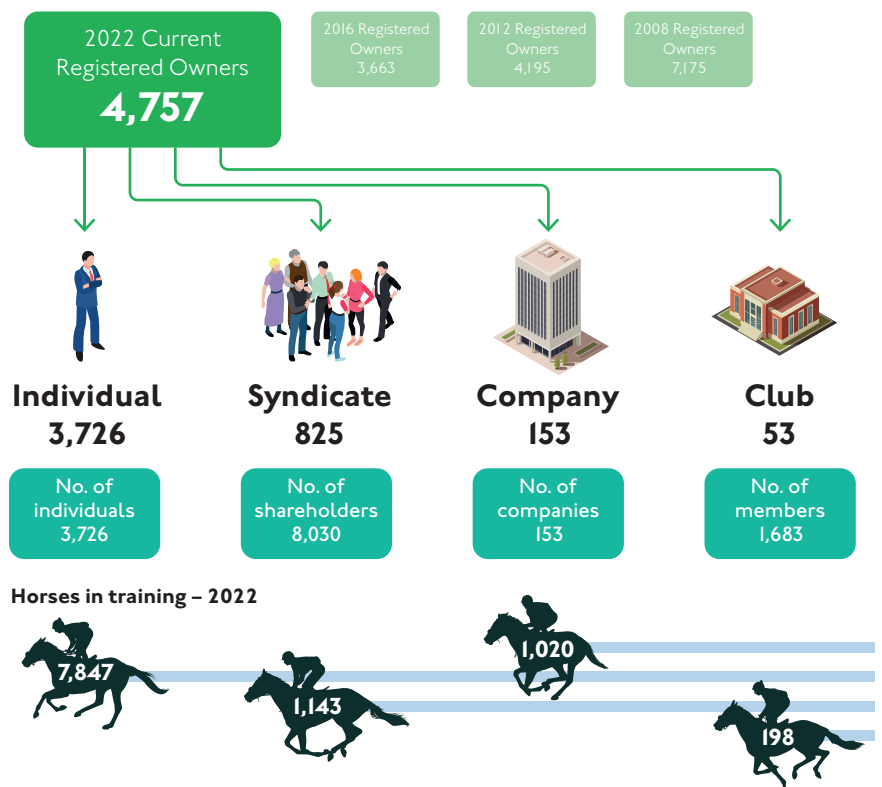 2022 Current
Registered Owners
4,757
2016 Registered
Owners
3,663
2012 Registered
Owners
4,195
2008 Registered
Owners
7,175
Individual
3,726
Syndicate
825
Company
153
Club
53
No. of
individuals
3,726
No. of
shareholders
8,030
No. of
companies
153
No. of
members
1,683
Horses in training – 2022
7,847
1,143
1,020
198